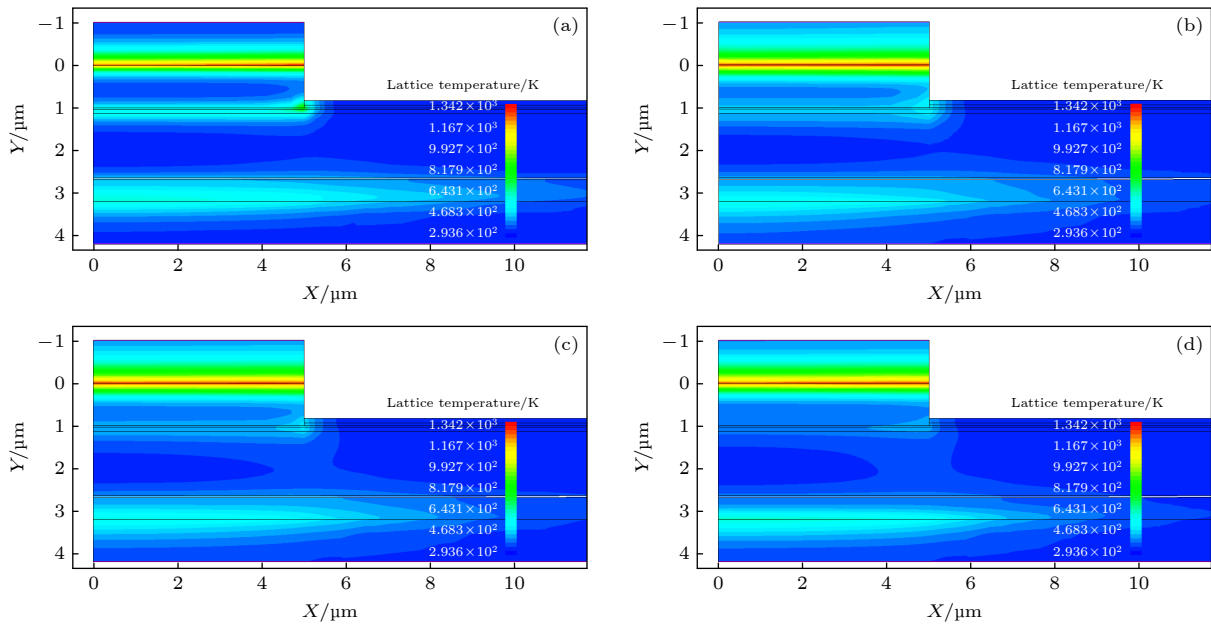 (a)
−1
0
1
2
3
4
Y/µm
Lattice temperature/K
1.342×10³
1.167×10³
9.927×10²
8.179×10²
6.431×10²
4.683×10²
2.936×10²
0 2 4 6 8 10
X/µm
(b)
−1
0
1
2
3
4
Y/µm
Lattice temperature/K
1.342×10³
1.167×10³
9.927×10²
8.179×10²
6.431×10²
4.683×10²
2.936×10²
0 2 4 6 8 10
X/µm
(c)
−1
0
1
2
3
4
Y/µm
Lattice temperature/K
1.342×10³
1.167×10³
9.927×10²
8.179×10²
6.431×10²
4.683×10²
2.936×10²
0 2 4 6 8 10
X/µm
(d)
−1
0
1
2
3
4
Y/µm
Lattice temperature/K
1.342×10³
1.167×10³
9.927×10²
8.179×10²
6.431×10²
4.683×10²
2.936×10²
0 2 4 6 8 10
X/µm